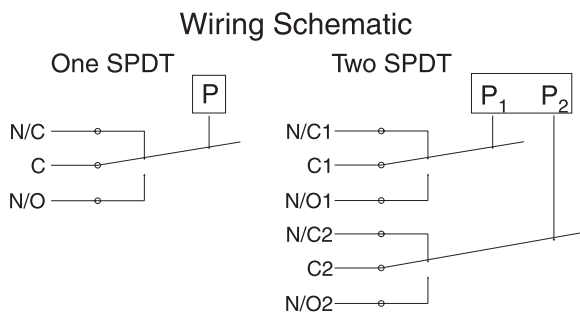 Wiring Schematic
One SPDT
P
N/C
C
N/O
Two SPDT
P1 P2
N/C1
C1
N/O1
N/C2
C2
N/O2